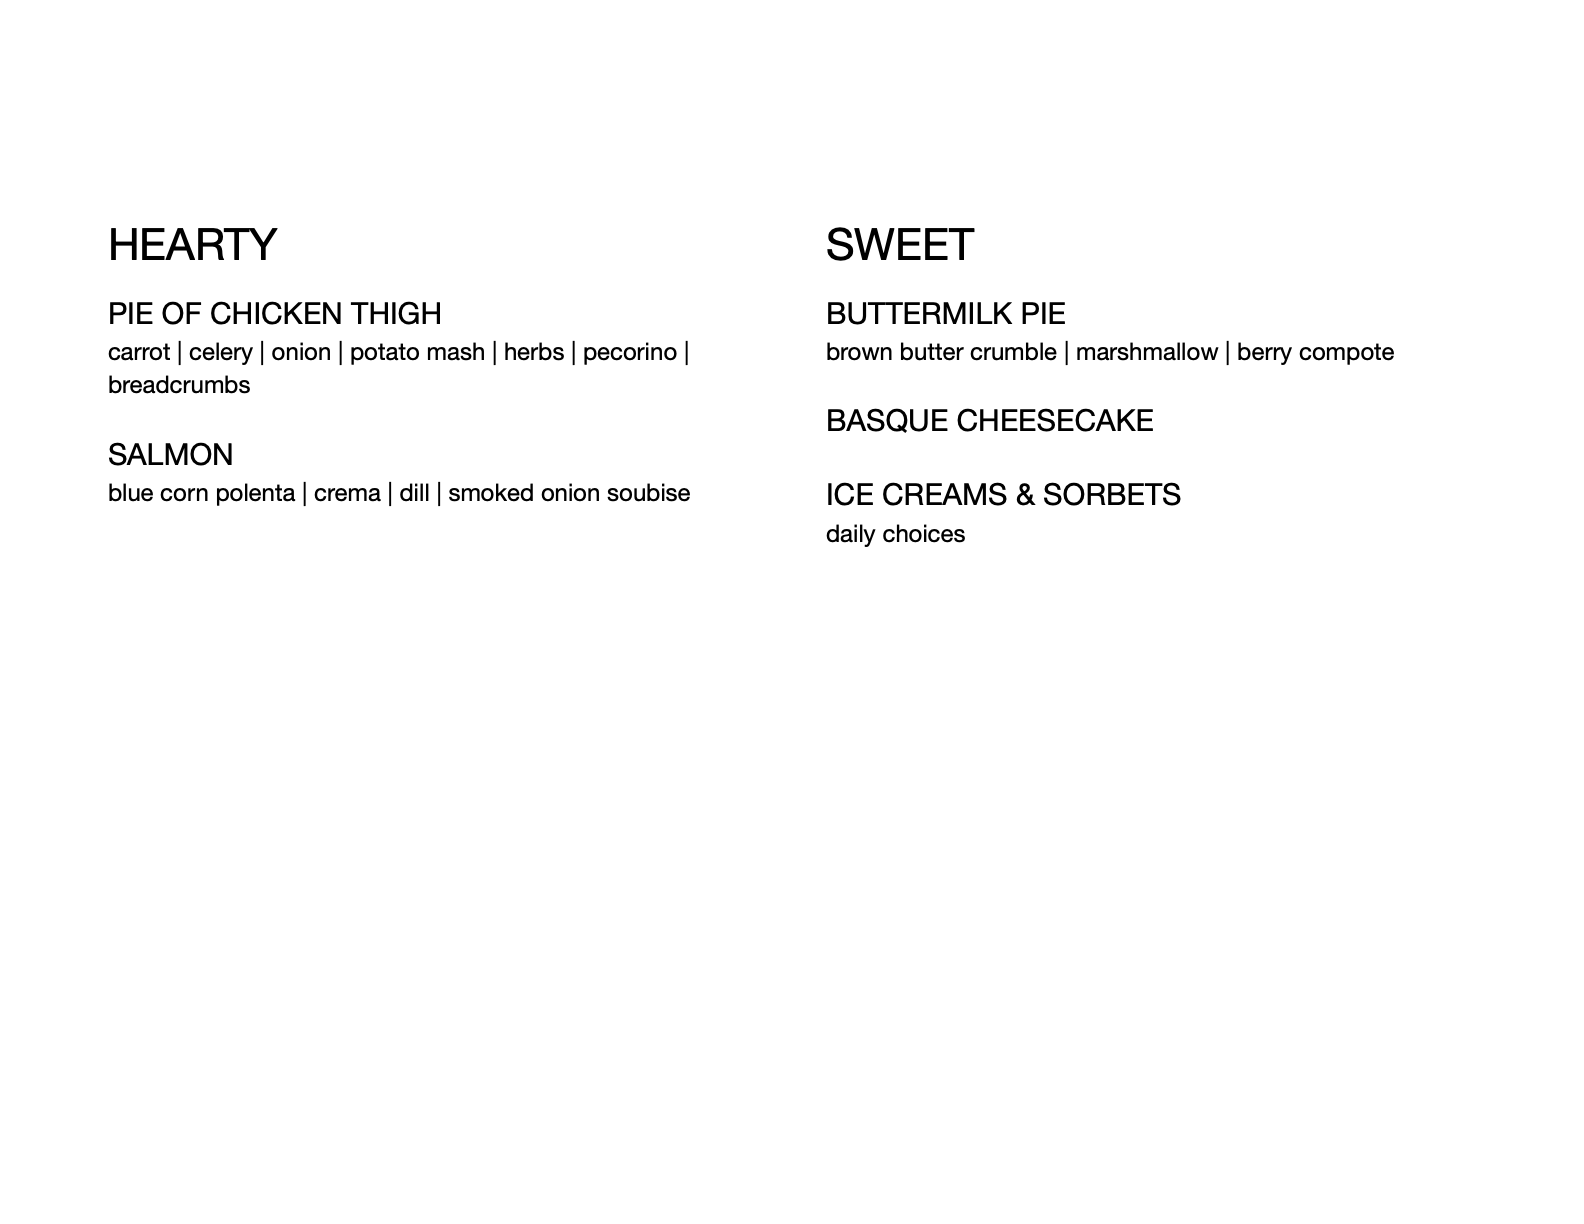 HEARTY
PIE OF CHICKEN THIGH
carrot | celery | onion | potato mash | herbs | pecorino |
breadcrumbs
SALMON
blue corn polenta | crema | dill | smoked onion soubise
SWEET
BUTTERMILK PIE
brown butter crumble | marshmallow | berry compote
BASQUE CHEESECAKE
ICE CREAMS & SORBETS
daily choices